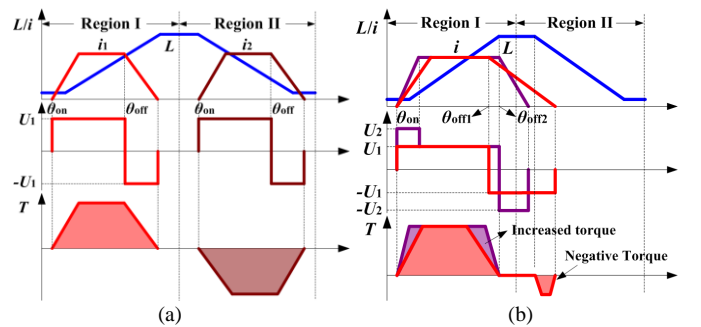 L/i
Region I
Region II
i1
L
i2
θon
θoff
θon
θoff
U1
-U1
T
(a)
L/i
Region I
Region II
i
L
θon
θoff1
θoff2
U2
U1
-U1
-U2
T
Increased torque
Negative Torque
(b)